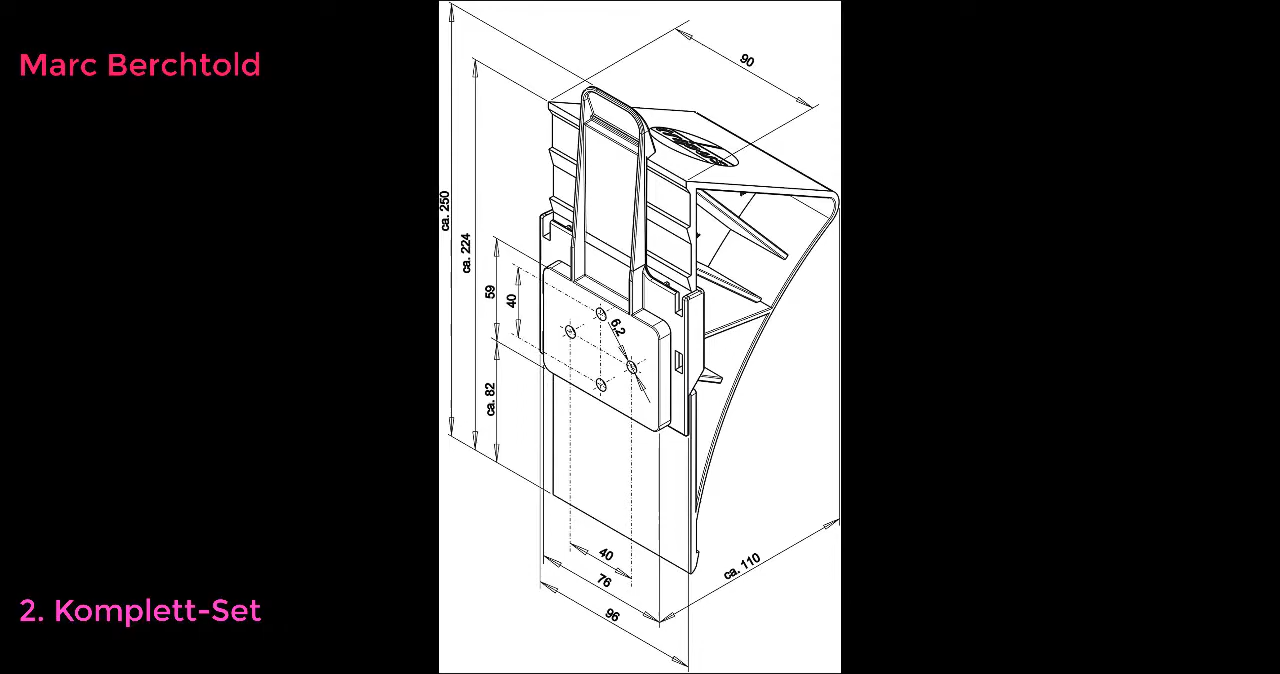 Marc Berchtold
90
ca. 250
ca. 224
59
40
6,2
ca. 82
40
76
96
ca. 110
2. Komplett-Set